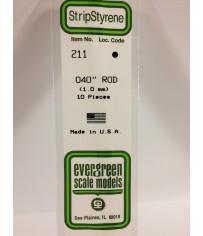 StripStyrene
Item No. Loc. Code
211
.040" ROD
(1.0 mm)
10 Pieces
Made in U.S.A.
evergreen
scale models
Des Plaines, IL 60018